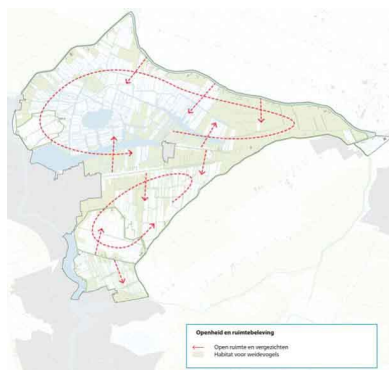 Openheid en ruimtebeleving
Open ruimte en vergezichten
Habitat voor weidevogels